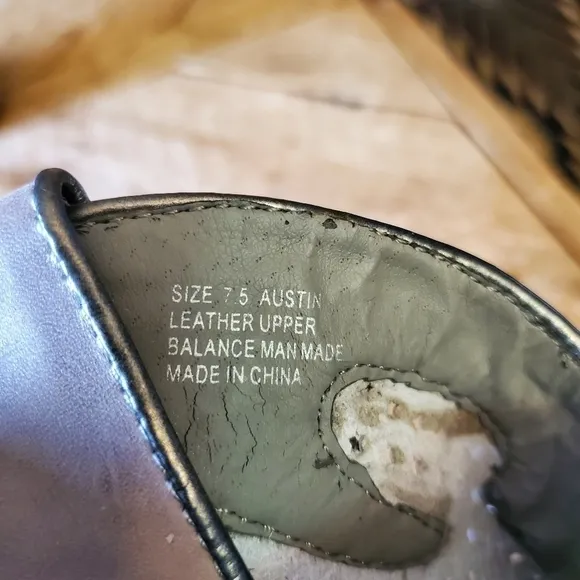 SIZE 7.5 AUSTIN
LEATHER UPPER
BALANCE MAN MADE
MADE IN CHINA